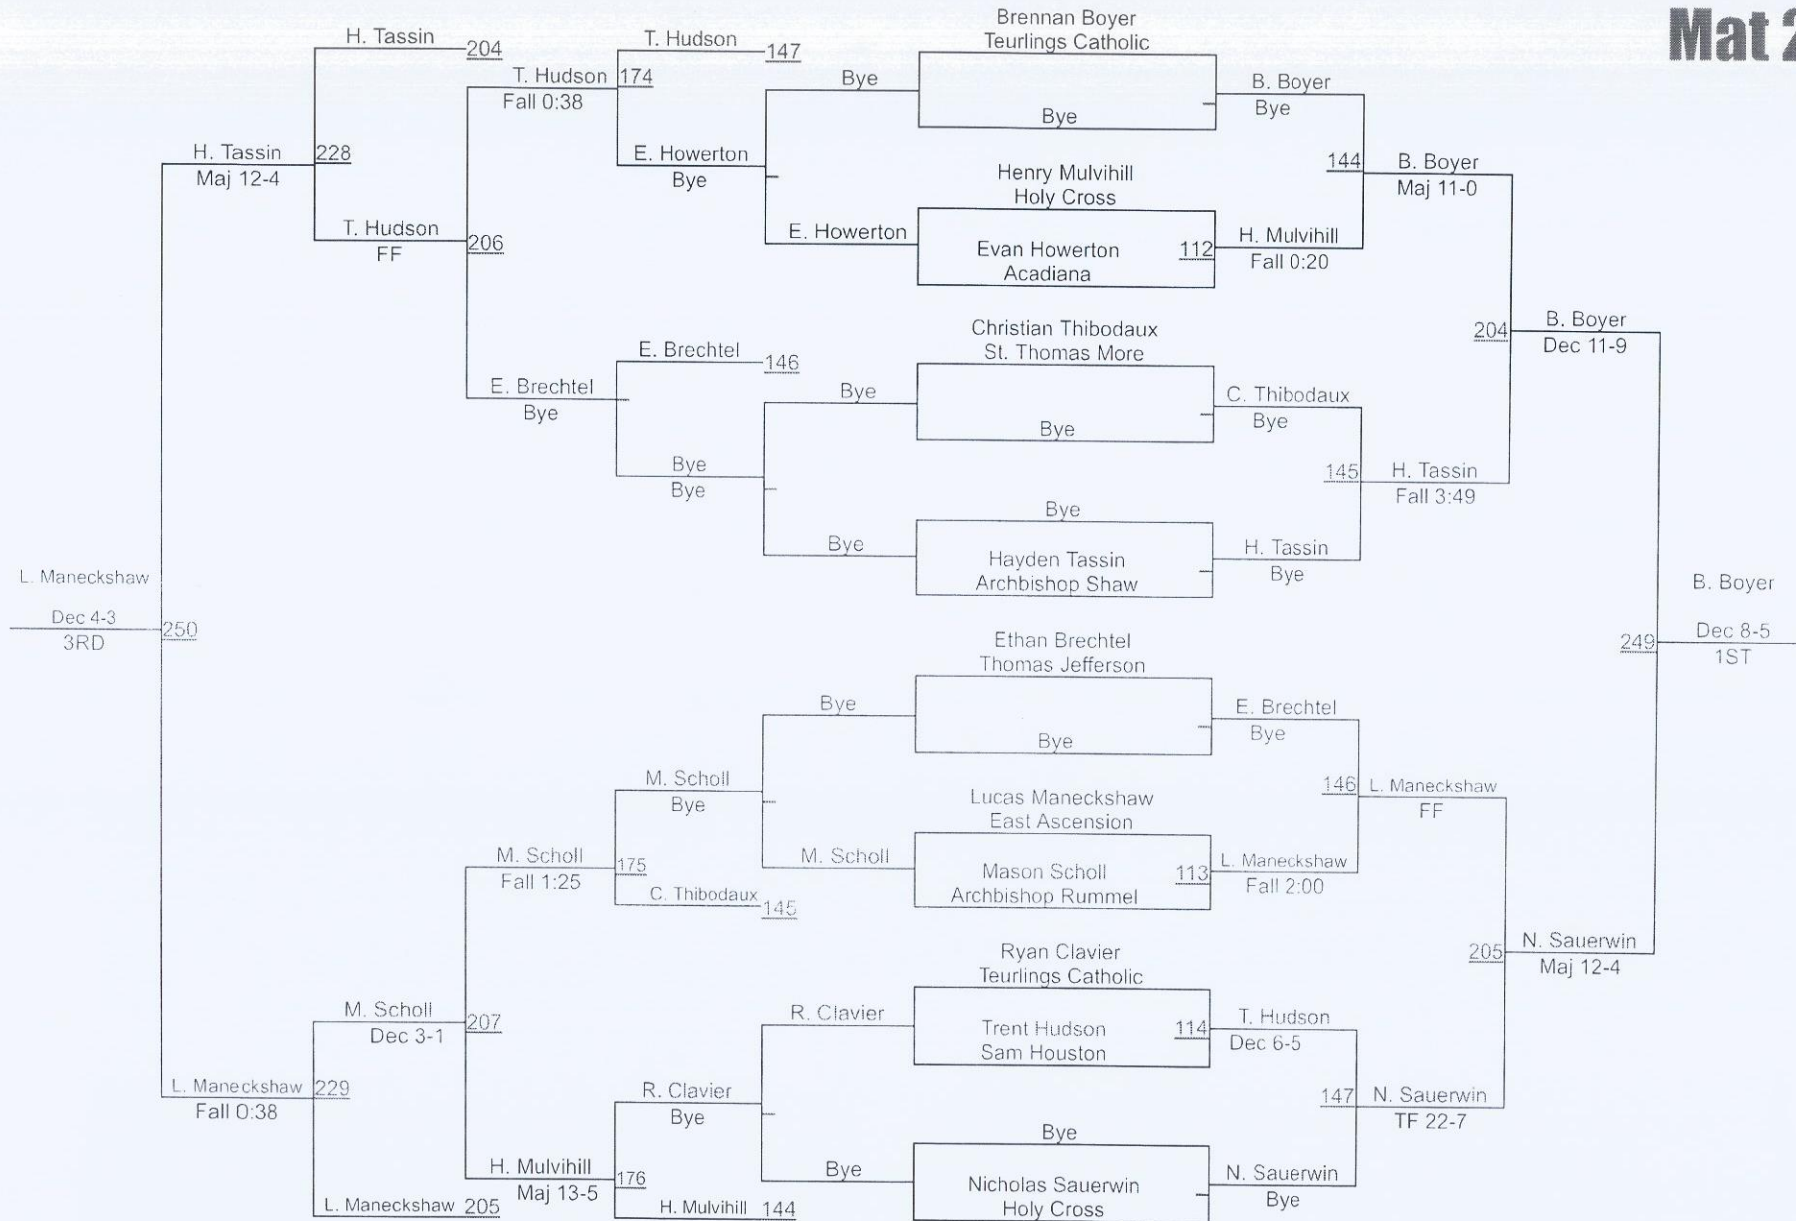 Mat 2
H. Tassin
204
T. Hudson
Fall 0:38
T. Hudson
147
174
Brennan Boyer
Teurlings Catholic
Bye
Bye
B. Boyer
Bye
H. Tassin
Maj 12-4
228
E. Howerton
Bye
Henry Mulvihill
Holy Cross
144
B. Boyer
Maj 11-0
T. Hudson
FF
206
E. Howerton
Evan Howerton
Acadiana
112
H. Mulvihill
Fall 0:20
Christian Thibodaux
St. Thomas More
204
B. Boyer
Dec 11-9
E. Brechtel
146
E. Brechtel
Bye
Bye
Bye
C. Thibodaux
Bye
Bye
Bye
145
H. Tassin
Fall 3:49
Bye
Bye
Hayden Tassin
Archbishop Shaw
H. Tassin
Bye
L. Maneckshaw
Dec 4-3
3RD
250
B. Boyer
249
Dec 8-5
1ST
Ethan Brechtel
Thomas Jefferson
Bye
Bye
E. Brechtel
Bye
M. Scholl
Bye
Lucas Maneckshaw
East Ascension
146
L. Maneckshaw
FF
M. Scholl
Fall 1:25
175
C. Thibodaux
145
M. Scholl
Mason Scholl
Archbishop Rummel
113
L. Maneckshaw
Fall 2:00
Ryan Clavier
Teurlings Catholic
205
N. Sauerwin
Maj 12-4
M. Scholl
Dec 3-1
207
R. Clavier
Trent Hudson
Sam Houston
114
T. Hudson
Dec 6-5
L. Maneckshaw
Fall 0:38
229
R. Clavier
Bye
147
N. Sauerwin
TF 22-7
H. Mulvihill
Maj 13-5
176
Bye
Bye
Nicholas Sauerwin
Holy Cross
N. Sauerwin
Bye
L. Maneckshaw
205
H. Mulvihill
144